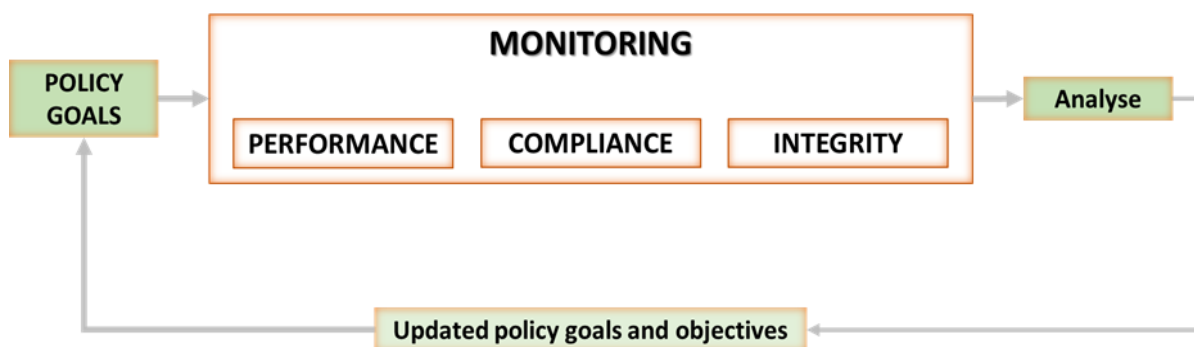 MONITORING
POLICY
GOALS
Analyse
PERFORMANCE
COMPLIANCE
INTEGRITY
Updated policy goals and objectives